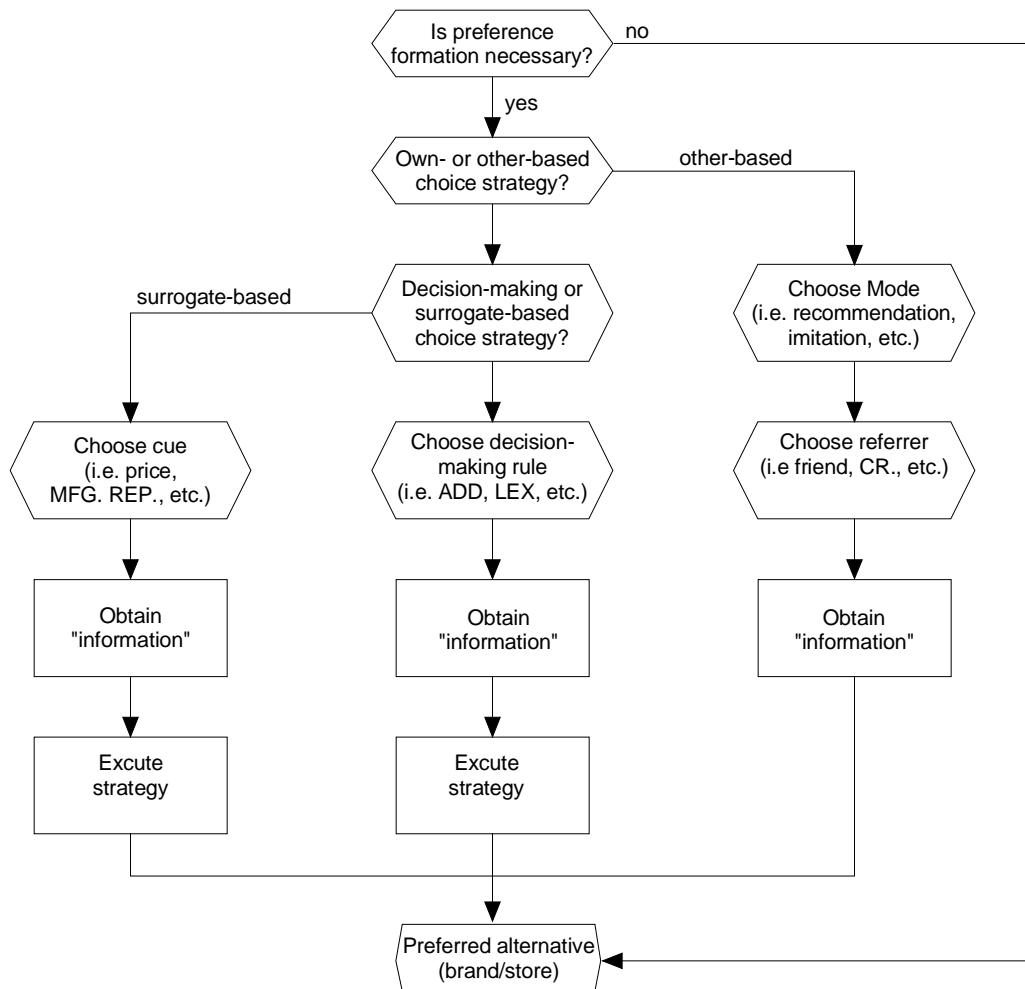 Is preference
formation necessary?
no
yes
Own- or other-based
choice strategy?
other-based
surrogate-based
Decision-making or
surrogate-based
choice strategy?
Choose Mode
(i.e. recommendation,
imitation, etc.)
Choose cue
(i.e. price,
MFG. REP., etc.)
Choose decision-
making rule
(i.e. ADD, LEX, etc.)
Choose referrer
(i.e friend, CR., etc.)
Obtain
"information"
Obtain
"information"
Obtain
"information"
Excute
strategy
Excute
strategy
Preferred alternative
(brand/store)